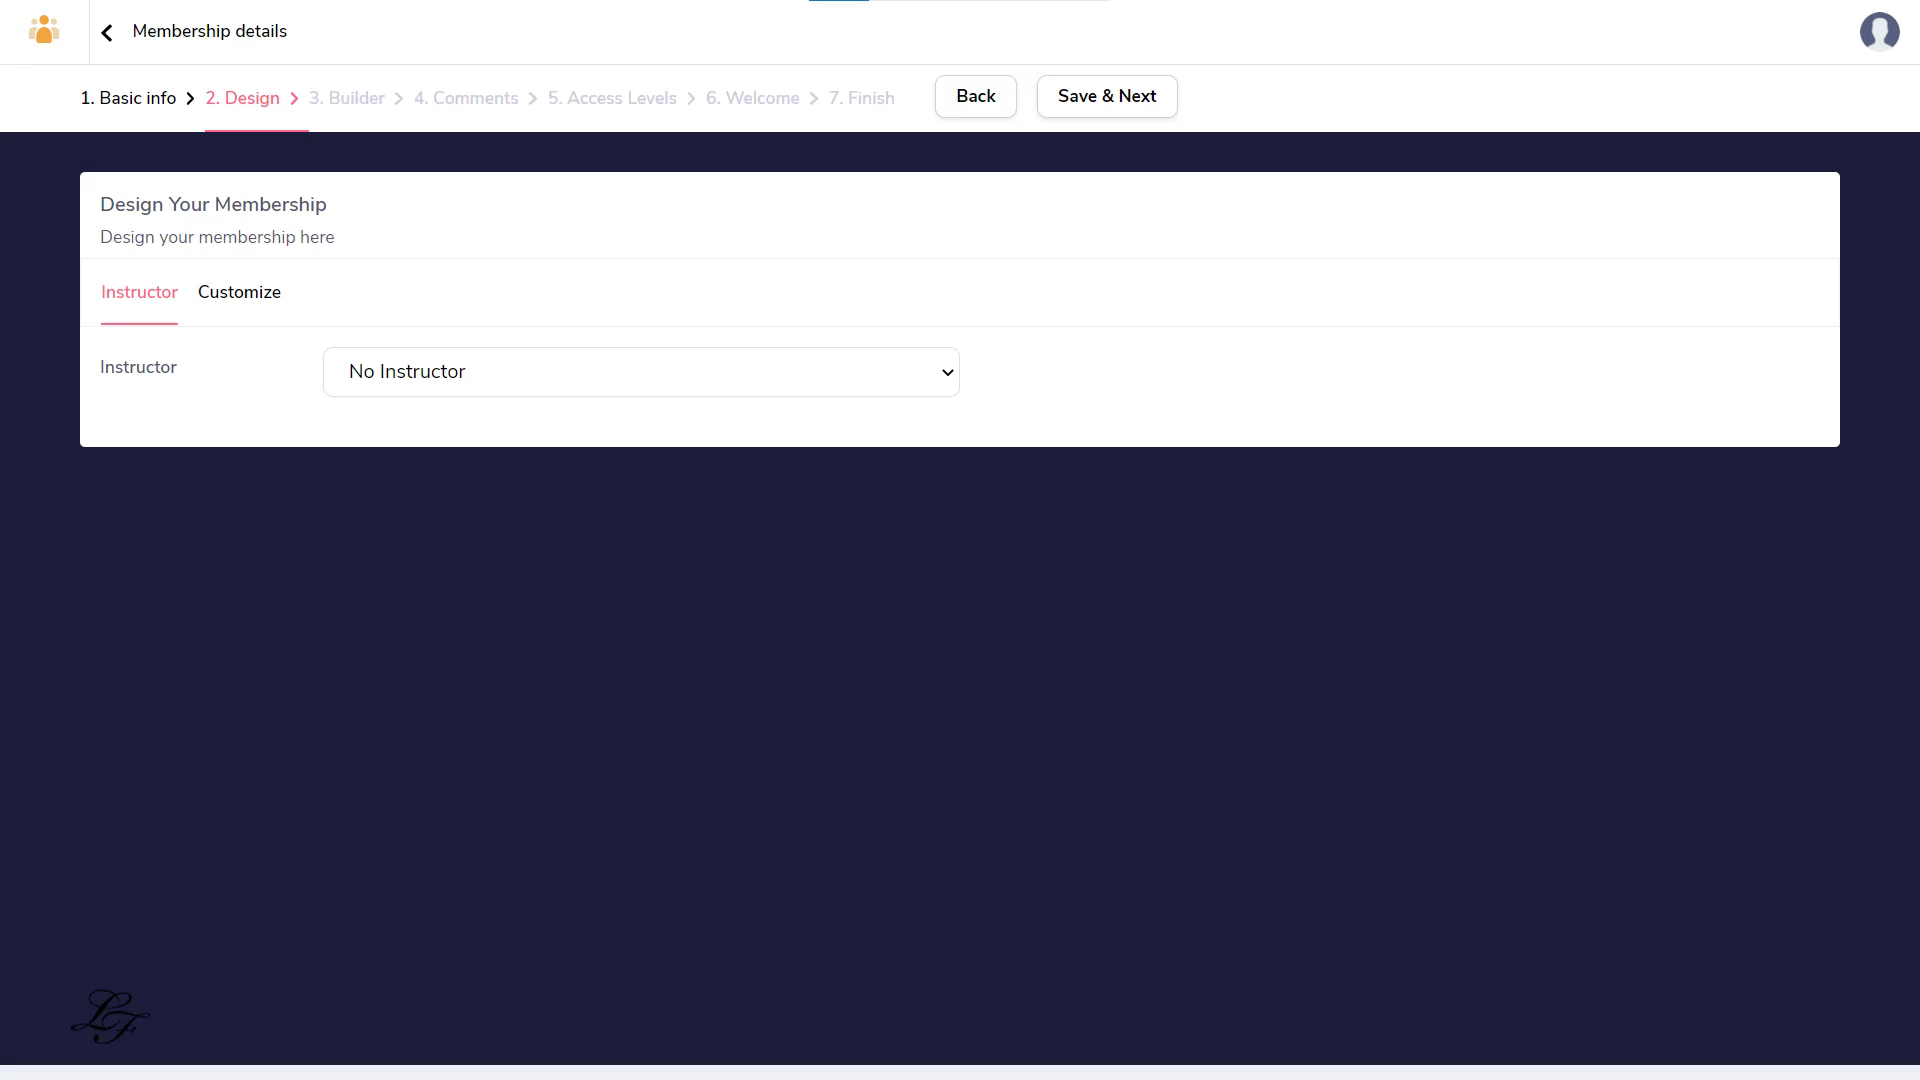 Membership details
1. Basic info
2. Design
3. Builder
4. Comments
5. Access Levels
6. Welcome
7. Finish
Back
Save & Next
Design Your Membership
Design your membership here
Instructor
Customize
Instructor
No Instructor
LF